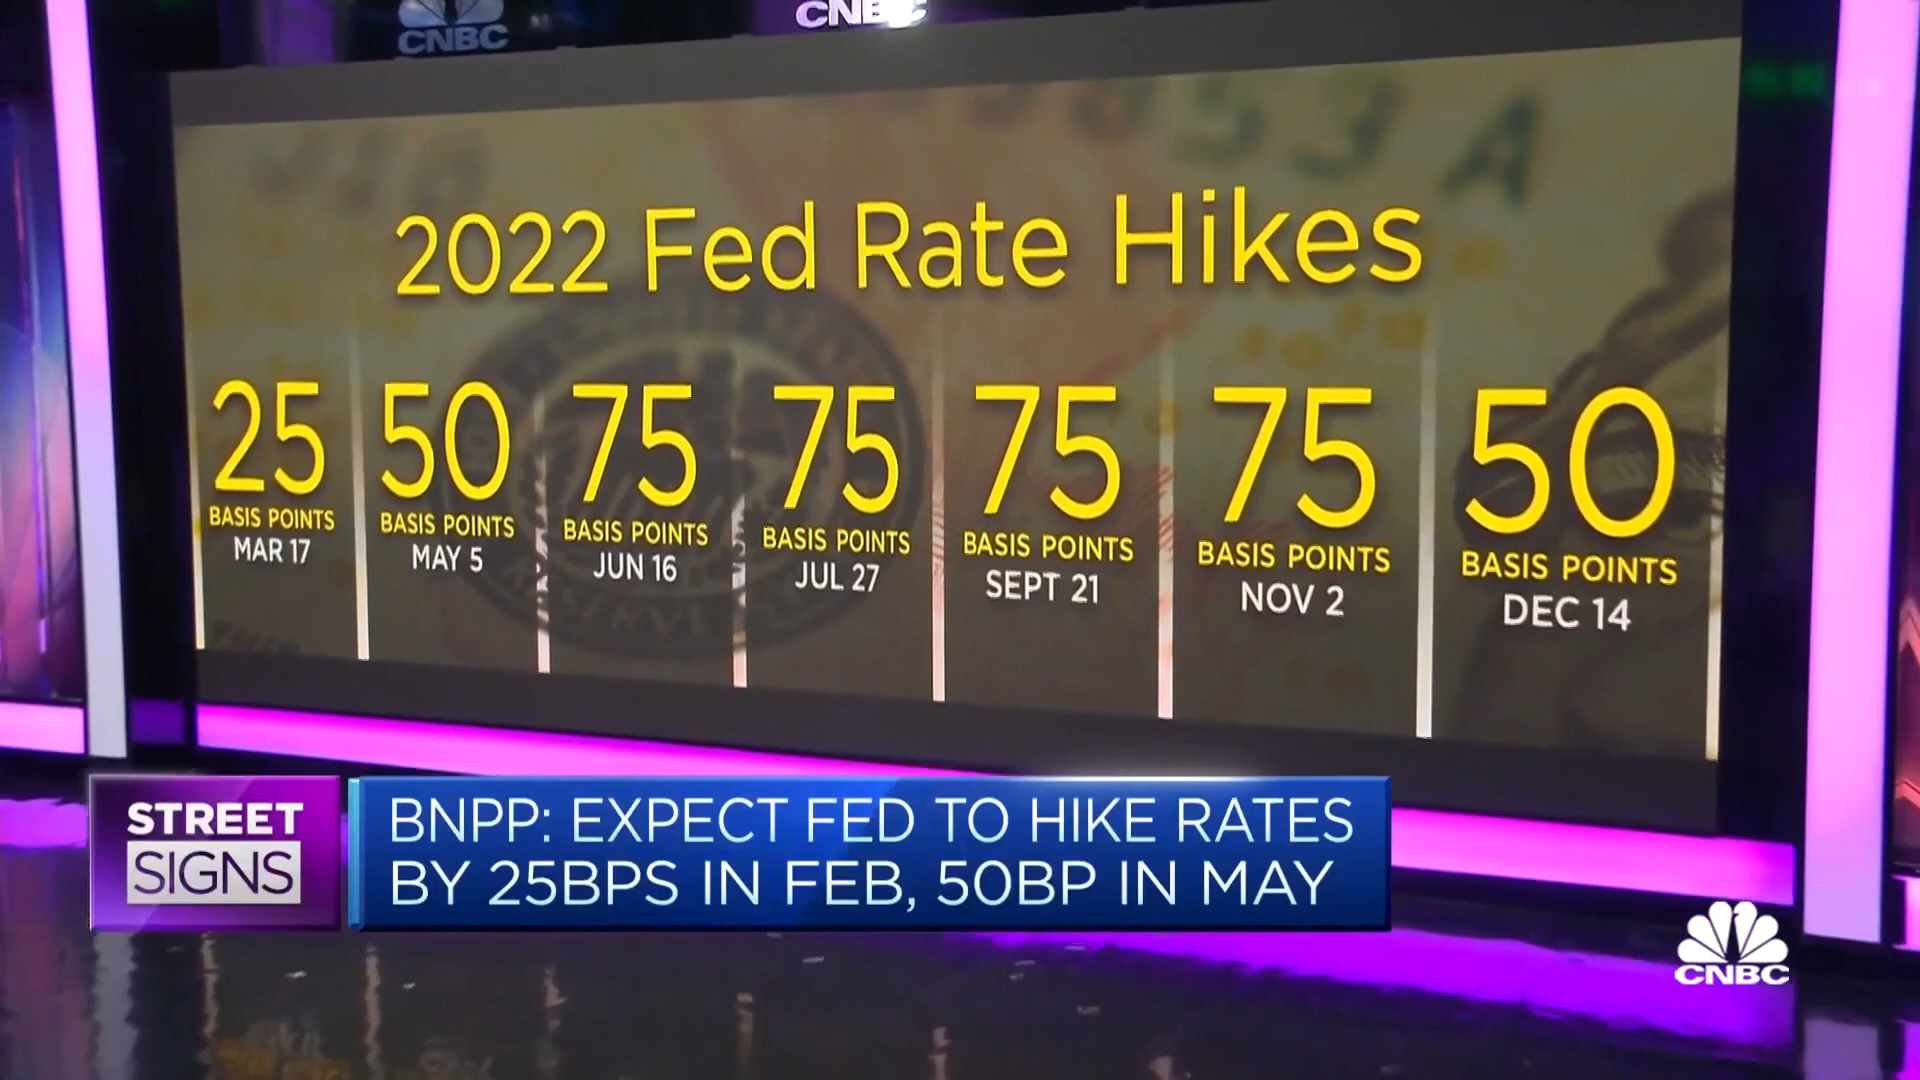 CNBC
CNBC
2022 Fed Rate Hikes
25
BASIS POINTS
MAR 17
50
BASIS POINTS
MAY 5
75
BASIS POINTS
JUN 16
75
BASIS POINTS
JUL 27
75
BASIS POINTS
SEPT 21
75
BASIS POINTS
NOV 2
50
BASIS POINTS
DEC 14
STREET
SIGNS
BNPP: EXPECT FED TO HIKE RATES
BY 25BPS IN FEB, 50BP IN MAY
CNBC